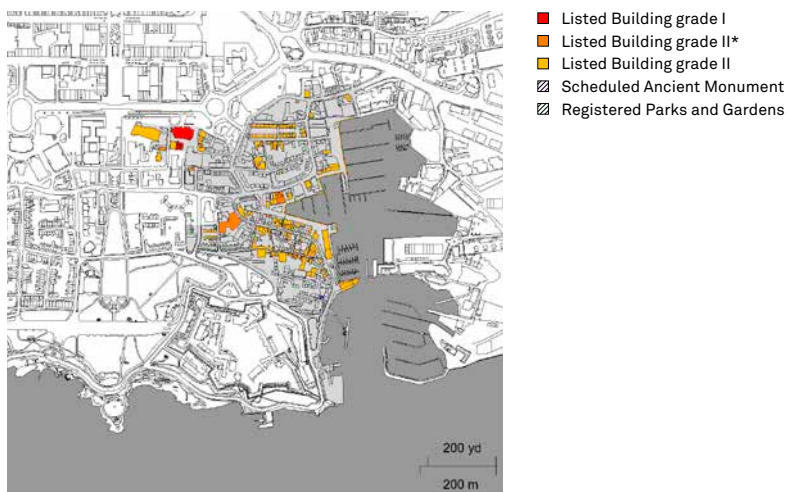 Listed Building grade I
Listed Building grade II*
Listed Building grade II
Scheduled Ancient Monument
Registered Parks and Gardens
200 yd
200 m